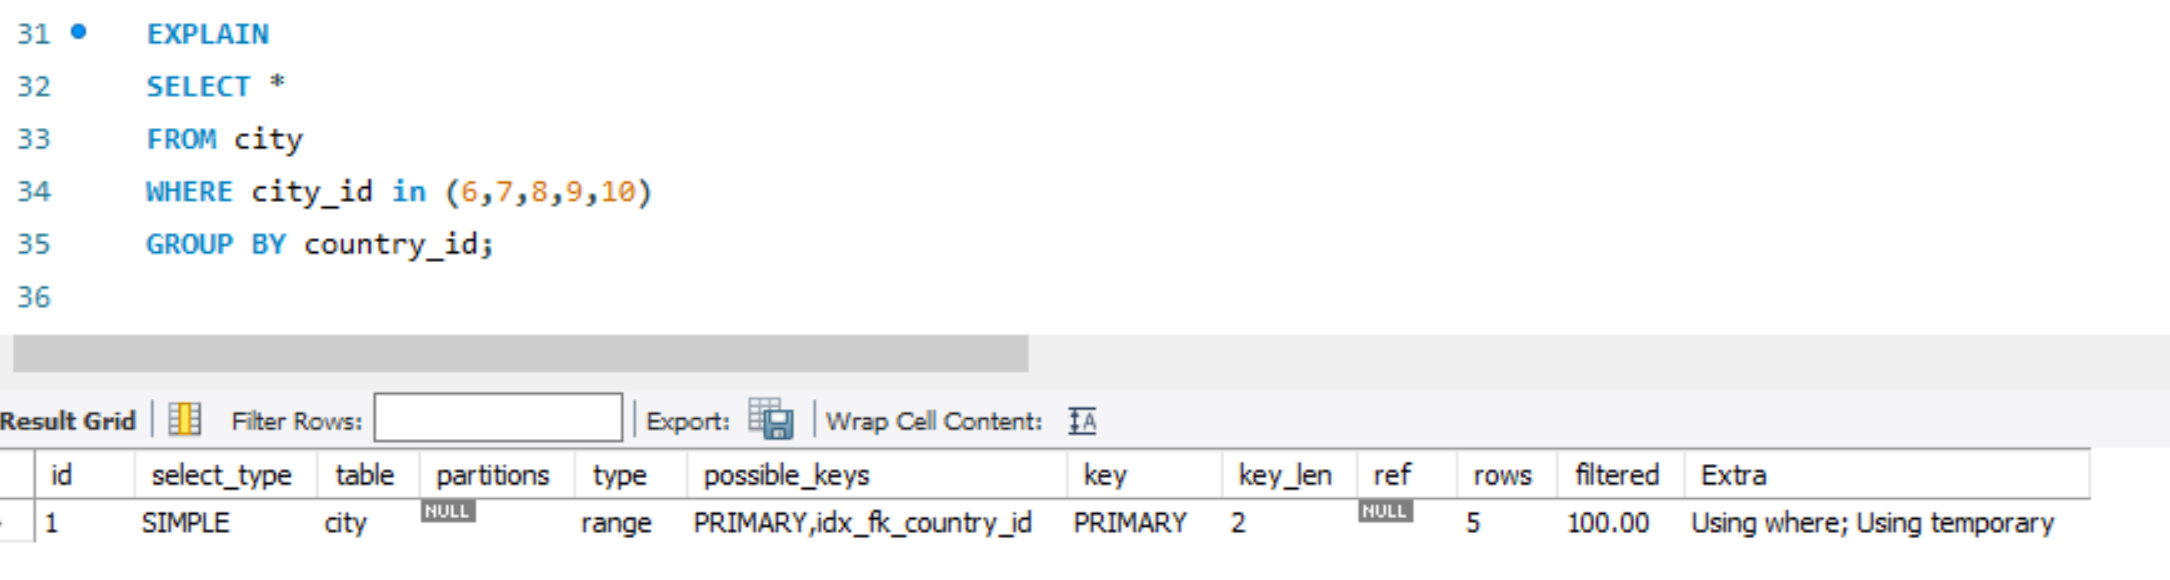 31 EXPLAIN
32 SELECT *
33 FROM city
34 WHERE city_id in (6,7,8,9,10)
35 GROUP BY country_id;
36
Result Grid Filter Rows: Export: Wrap Cell Content: A
id select_type table partitions type possible_keys key key_len ref rows filtered Extra
1 SIMPLE city NULL range PRIMARY,idx_fk_country_id PRIMARY 2 NULL 5 100.00 Using where; Using temporary